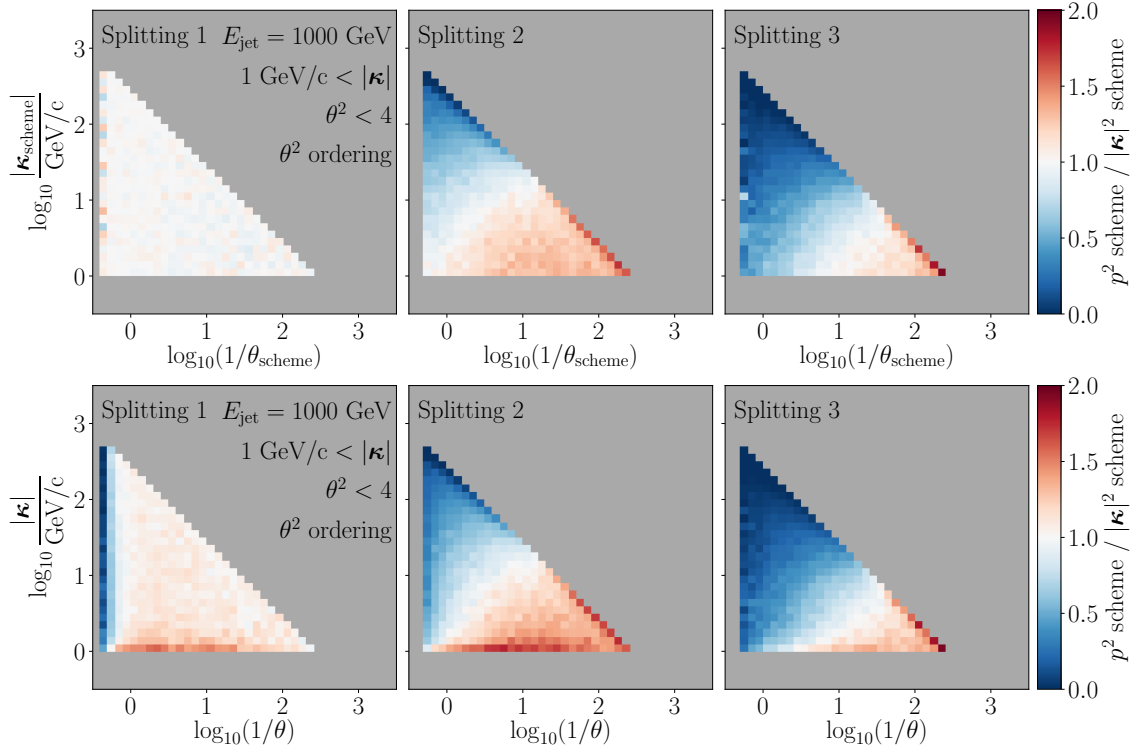 Splitting 1 E_jet = 1000 GeV
1 GeV/c < |κ|
θ² < 4
θ² ordering
Splitting 2
Splitting 3
log₁₀ |κ_scheme| / GeV/c
3
2
1
0
0 1 2 3
0 1 2 3
0 1 2 3
log₁₀(1/θ_scheme)
log₁₀(1/θ_scheme)
log₁₀(1/θ_scheme)
2.0
1.5
1.0
0.5
0.0
p² scheme / |κ|² scheme
Splitting 1 E_jet = 1000 GeV
1 GeV/c < |κ|
θ² < 4
θ² ordering
Splitting 2
Splitting 3
log₁₀ |κ| / GeV/c
3
2
1
0
0 1 2 3
0 1 2 3
0 1 2 3
log₁₀(1/θ)
log₁₀(1/θ)
log₁₀(1/θ)
2.0
1.5
1.0
0.5
0.0
p² scheme / |κ|² scheme